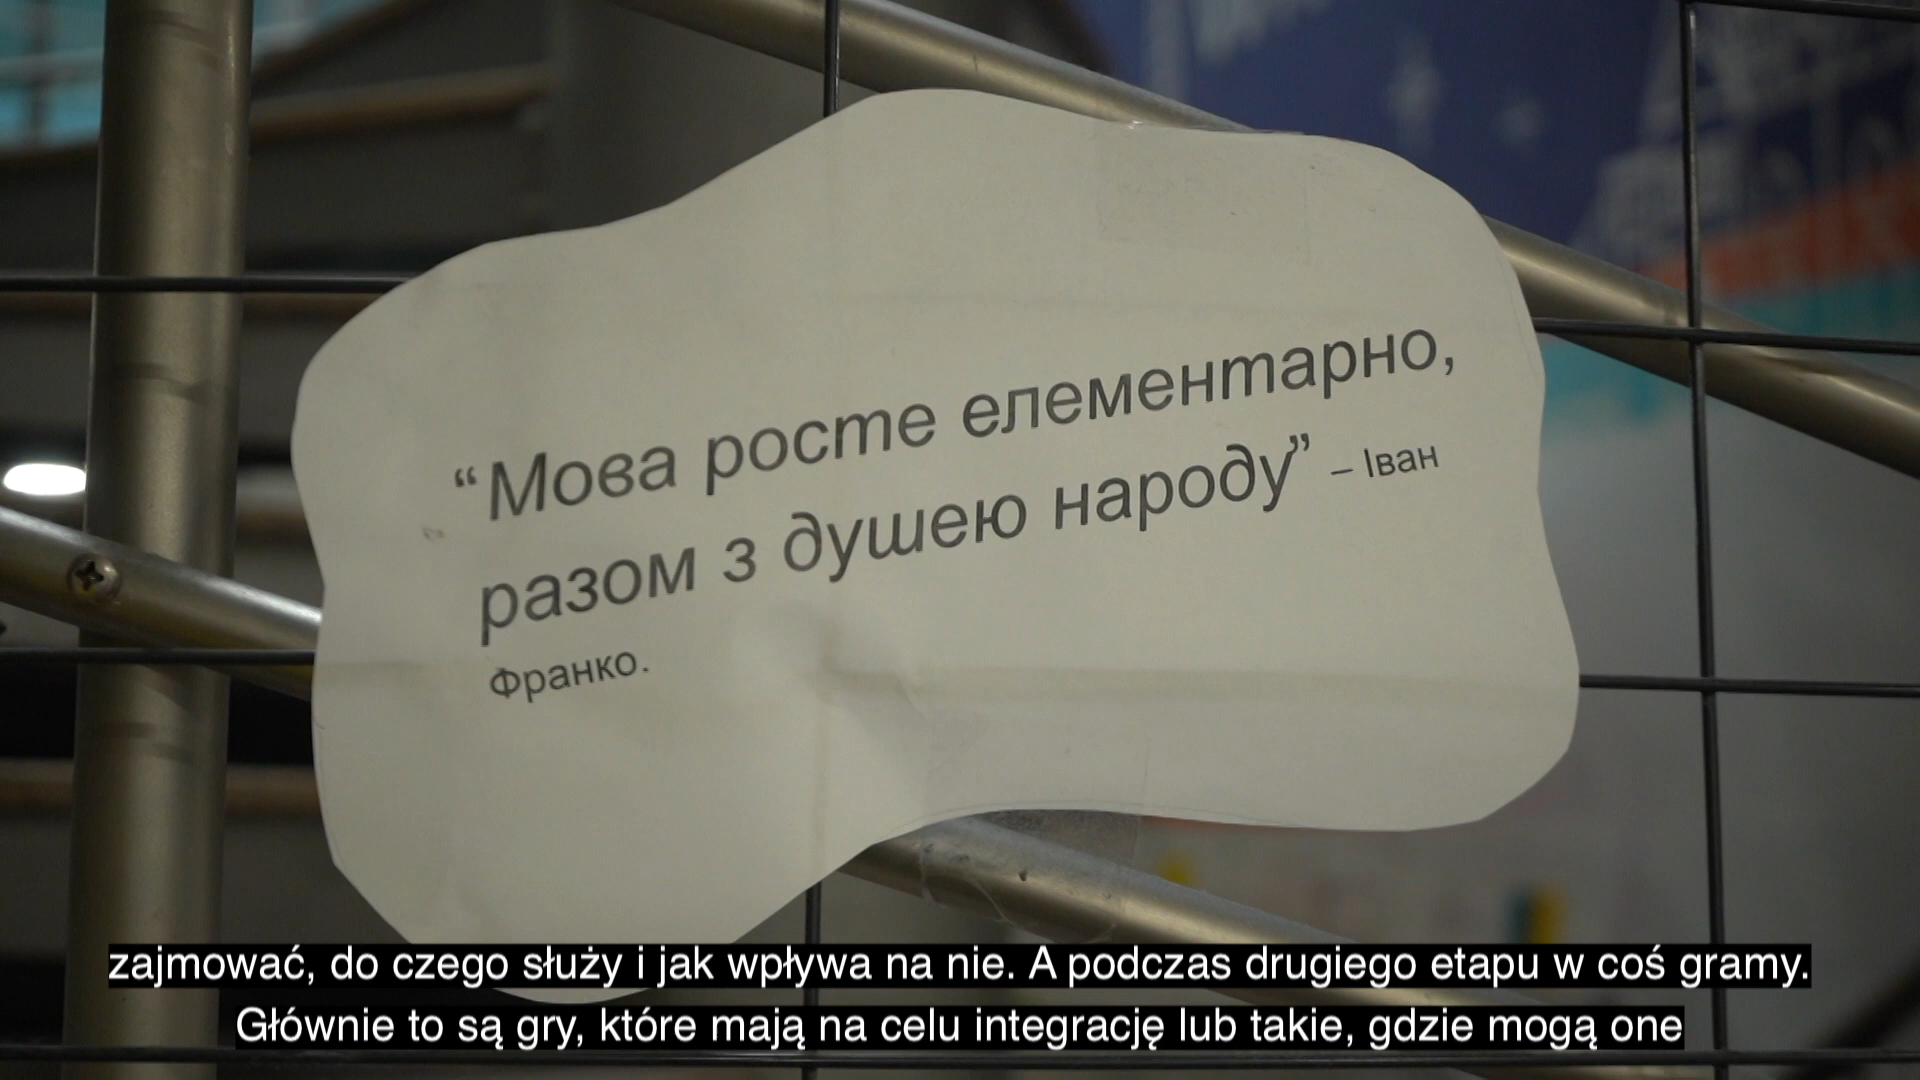 “Мова росте елементарно,
разом з душею народу” – Іван
Франко.
zajmować, do czego służy i jak wpływa na nie. A podczas drugiego etapu w coś gramy.
Głównie to są gry, które mają na celu integrację lub takie, gdzie mogą one